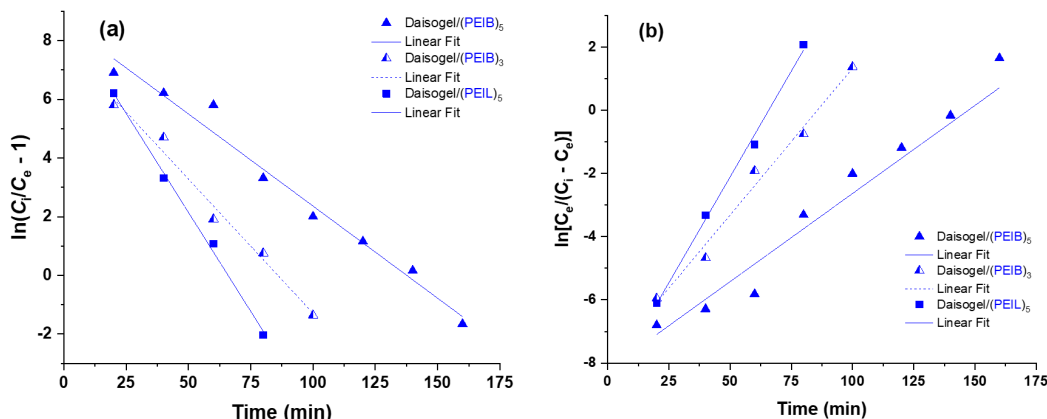 (a)
Daisogel/(PEIB)₅
Linear Fit
Daisogel/(PEIB)₃
Linear Fit
Daisogel/(PEIL)₅
Linear Fit
ln(Cᵢ/Cₑ - 1)
10
8
6
4
2
0
-2
0 25 50 75 100 125 150 175
Time (min)
(b)
Daisogel/(PEIB)₅
Linear Fit
Daisogel/(PEIB)₃
Linear Fit
Daisogel/(PEIL)₅
Linear Fit
ln[Cₑ/(Cᵢ - Cₑ)]
2
0
-2
-4
-6
-8
0 25 50 75 100 125 150 175
Time (min)